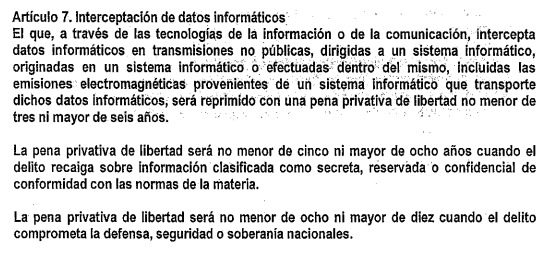 Artículo 7. Interceptación de datos informáticos
El que, a través de las tecnologías de la información o de la comunicación, intercepta
datos informáticos en transmisiones no públicas, dirigidas a un sistema informático,
originadas en un sistema informático o efectuadas dentro del mismo, incluidas las
emisiones electromagnéticas provenientes de un sistema informático que transporte
dichos datos informáticos, será reprimido con una pena privativa de libertad no menor de
tres ni mayor de seis años.
La pena privativa de libertad será no menor de cinco ni mayor de ocho años cuando el
delito recaiga sobre información clasificada como secreta, reservada o confidencial de
conformidad con las normas de la materia.
La pena privativa de libertad será no menor de ocho ni mayor de diez cuando el delito
comprometa la defensa, seguridad o soberanía nacionales.